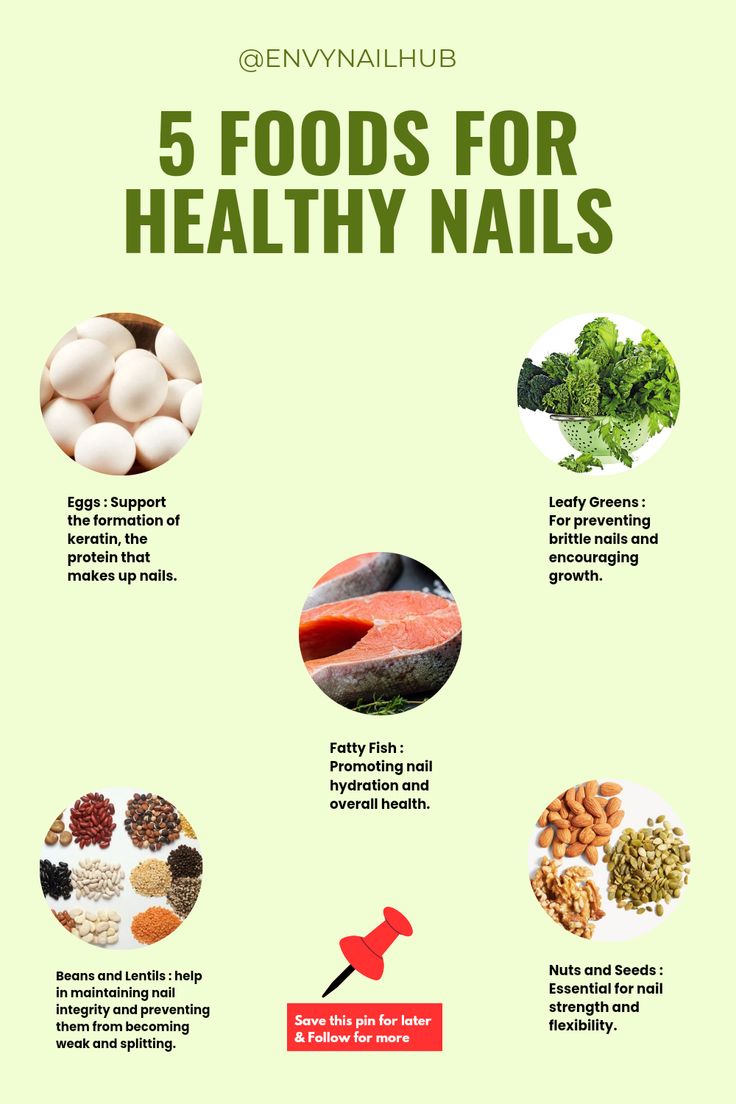 @ENVYNAILHUB
5 FOODS FOR
HEALTHY NAILS
Eggs : Support
the formation of
keratin, the
protein that
makes up nails.
Leafy Greens :
For preventing
brittle nails and
encouraging
growth.
Fatty Fish :
Promoting nail
hydration and
overall health.
Beans and Lentils : help
in maintaining nail
integrity and preventing
them from becoming
weak and splitting.
Nuts and Seeds :
Essential for nail
strength and
flexibility.
Save this pin for later
& Follow for more